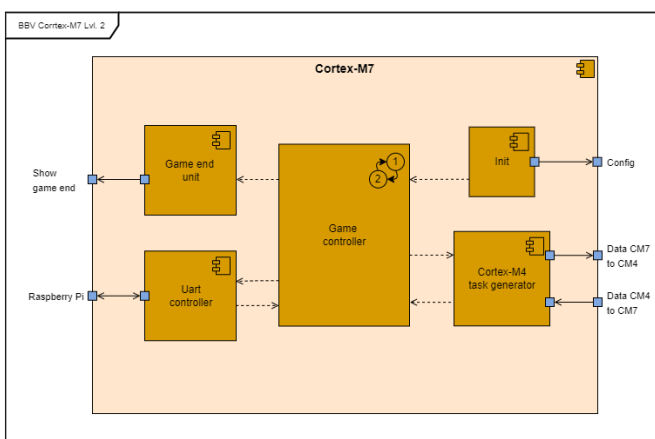 BBV Corrtex-M7 Lvl. 2
Cortex-M7
Game end
unit
Show
game end
Init
Config
1
2
Game
controller
Uart
controller
Raspberry Pi
Cortex-M4
task generator
Data CM7
to CM4
Data CM4
to CM7